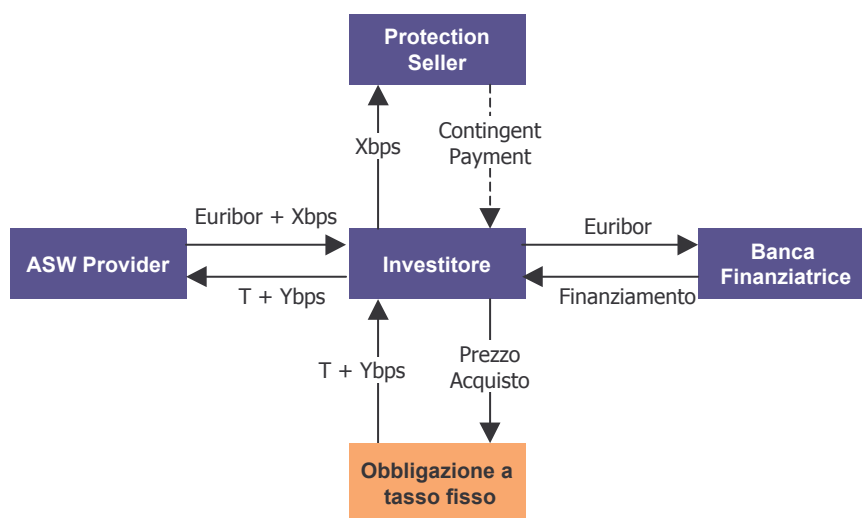 Protection
Seller
Xbps
Contingent
Payment
Euribor + Xbps
Euribor
ASW Provider
Investitore
Banca
Finanziatrice
T + Ybps
Finanziamento
T + Ybps
Prezzo
Acquisto
Obbligazione a
tasso fisso